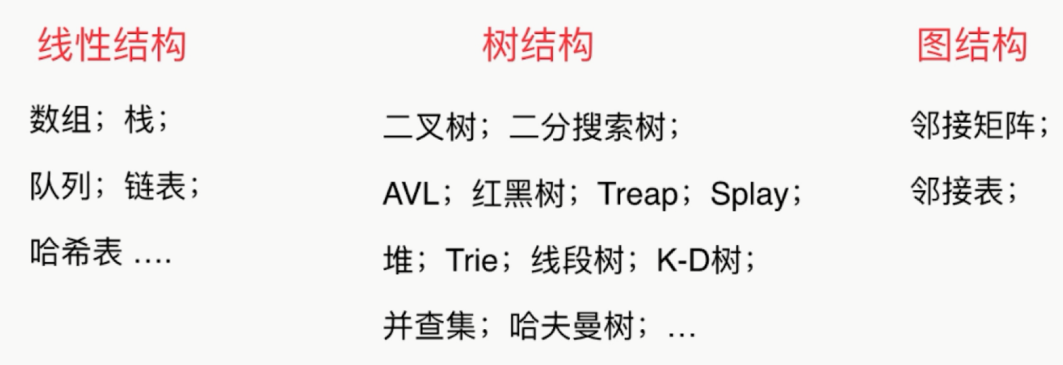 线性结构
数组；栈；
队列；链表；
哈希表 ….
树结构
二叉树；二分搜索树；
AVL；红黑树；Treap；Splay；
堆；Trie；线段树；K-D树；
并查集；哈夫曼树；…
图结构
邻接矩阵；
邻接表；